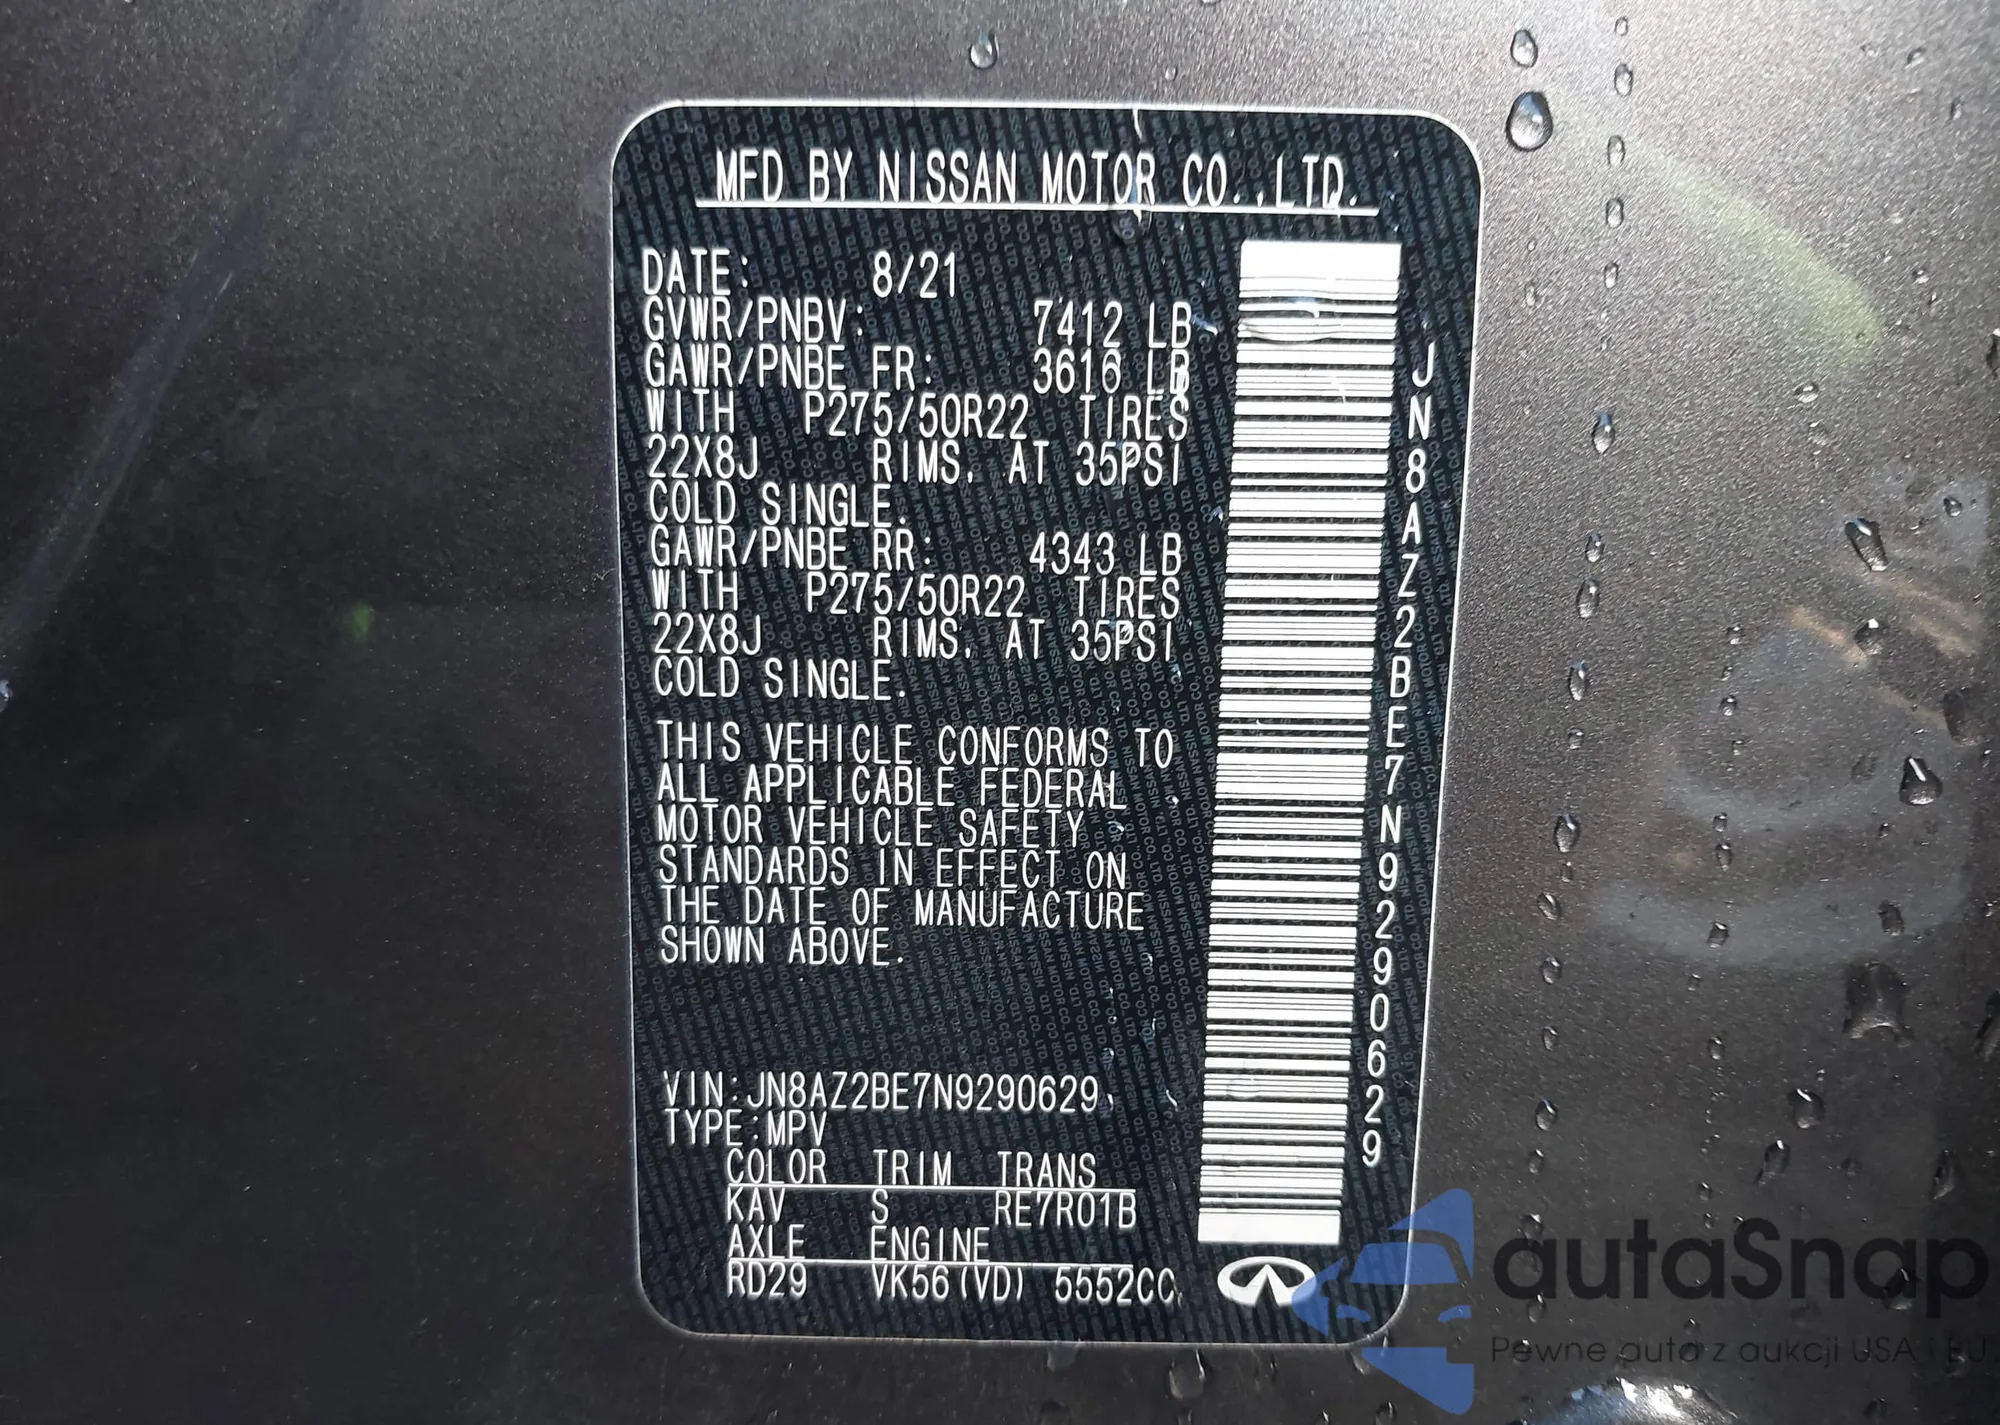 MFD BY NISSAN MOTOR CO.,LTD.
DATE: 8/21
GVWR/PNBV: 7412 LB
GAWR/PNBE FR: 3616 LB
WITH P275/50R22 TIRES
22X8J RIMS. AT 35PSI
COLD SINGLE.
GAWR/PNBE RR: 4343 LB
WITH P275/50R22 TIRES
22X8J RIMS. AT 35PSI
COLD SINGLE.
THIS VEHICLE CONFORMS TO
ALL APPLICABLE FEDERAL
MOTOR VEHICLE SAFETY
STANDARDS IN EFFECT ON
THE DATE OF MANUFACTURE
SHOWN ABOVE.
VIN:JN8AZ2BE7N9290629
TYPE:MPV
COLOR TRIM TRANS
KAV S RE7R01B
AXLE ENGINE
RD29 VK56(VD) 5552CC
JN8AZ2BE7N9290629
autaSnap
Pewne auta z aukcji USA i EU